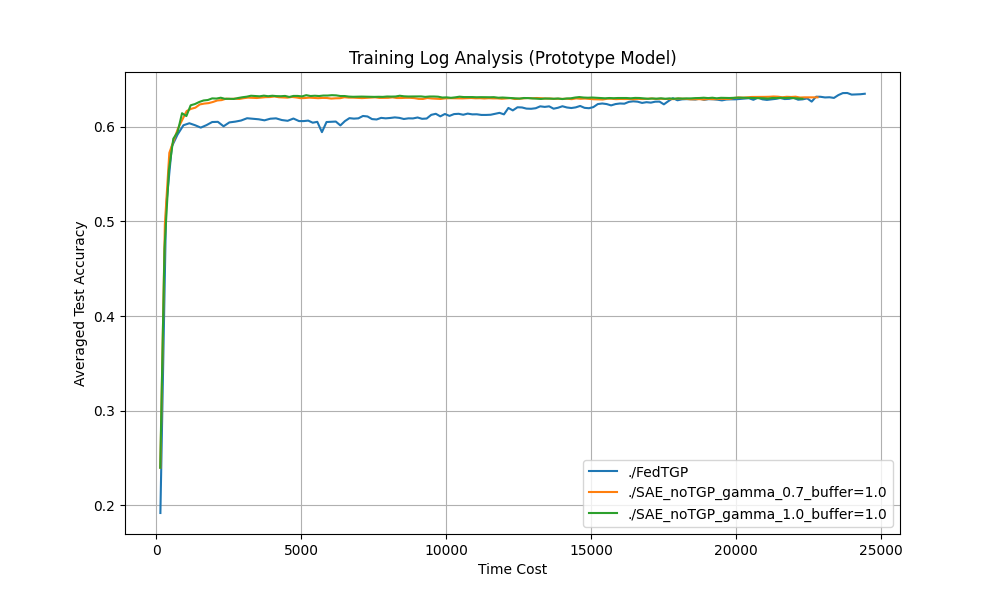 Training Log Analysis (Prototype Model)
Averaged Test Accuracy
0.6
0.5
0.4
0.3
0.2
0
5000
10000
15000
20000
25000
Time Cost
./FedTGP
./SAE_noTGP_gamma_0.7_buffer=1.0
./SAE_noTGP_gamma_1.0_buffer=1.0